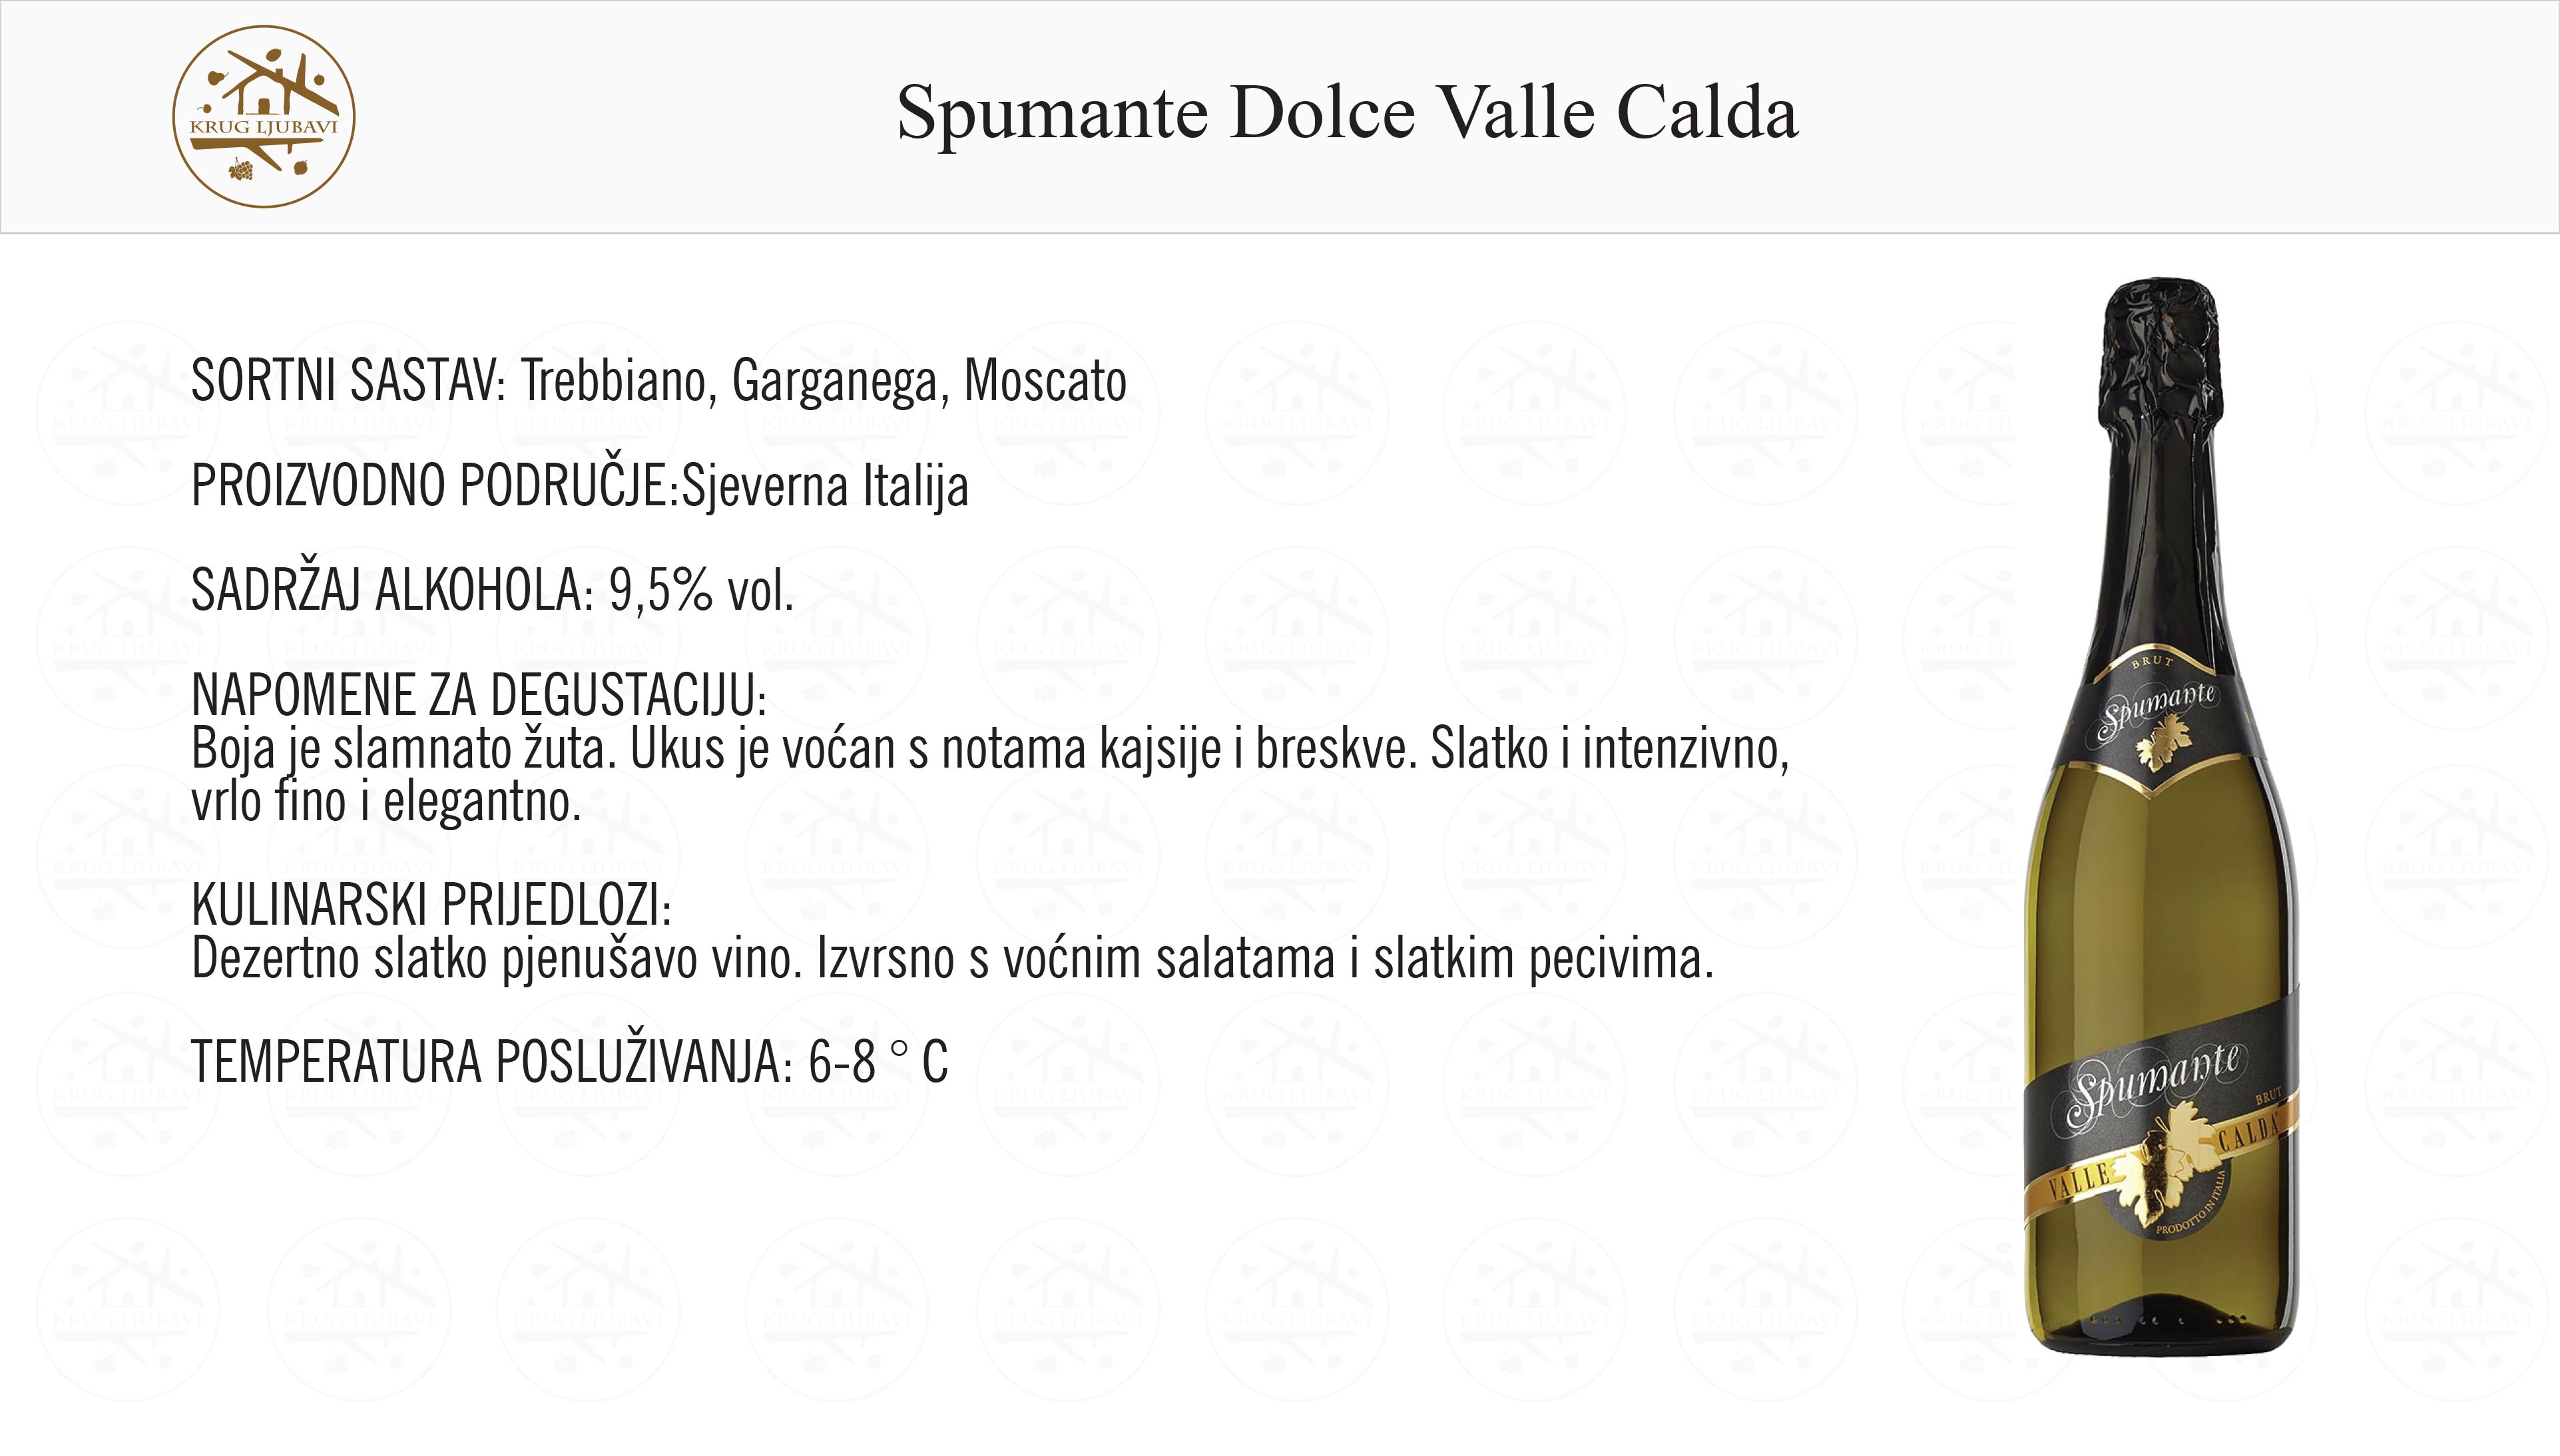 KRUG LJUBAVI
Spumante Dolce Valle Calda
SORTNI SASTAV: Trebbiano, Garganega, Moscato
PROIZVODNO PODRUČJE:Sjeverna Italija
SADRŽAJ ALKOHOLA: 9,5% vol.
NAPOMENE ZA DEGUSTACIJU:
Boja je slamnato žuta. Ukus je voćan s notama kajsije i breskve. Slatko i intenzivno,
vrlo fino i elegantno.
KULINARSKI PRIJEDLOZI:
Dezertno slatko pjenušavo vino. Izvrsno s voćnim salatama i slatkim pecivima.
TEMPERATURA POSLUŽIVANJA: 6-8 ° C
BRUT
Spumante
Spumante
BRUT
VALLE CALDA
PRODOTTO IN ITALIA